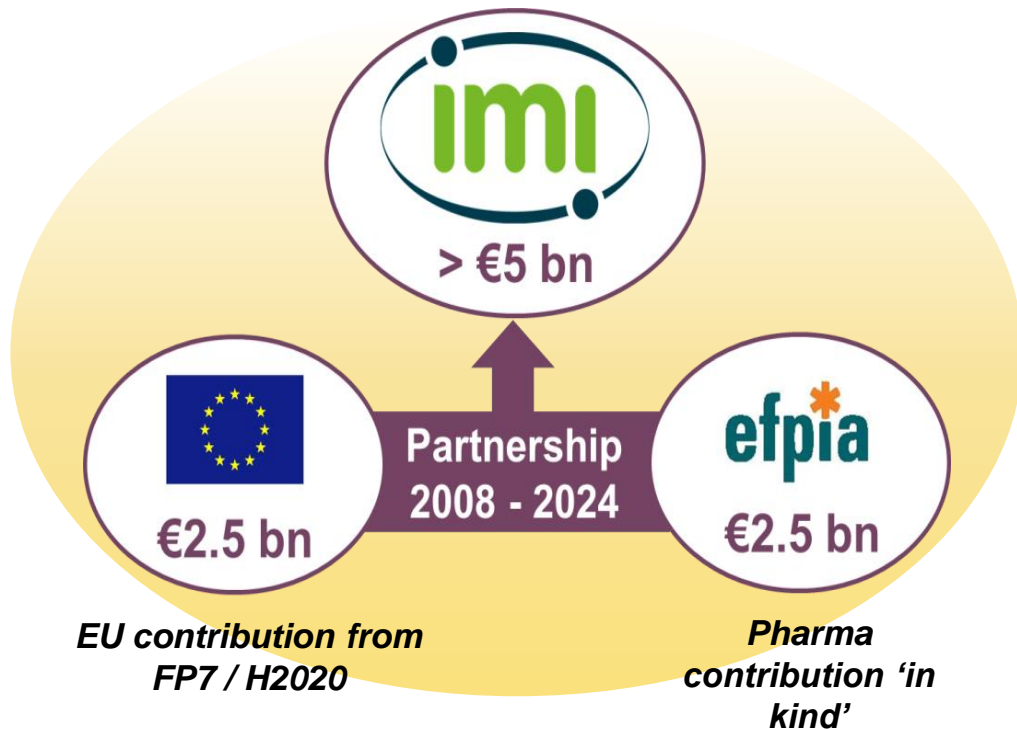 imi
> €5 bn
efpia
Partnership
2008 - 2024
€2.5 bn
€2.5 bn
EU contribution from
FP7 / H2020
Pharma
contribution ‘in
kind’